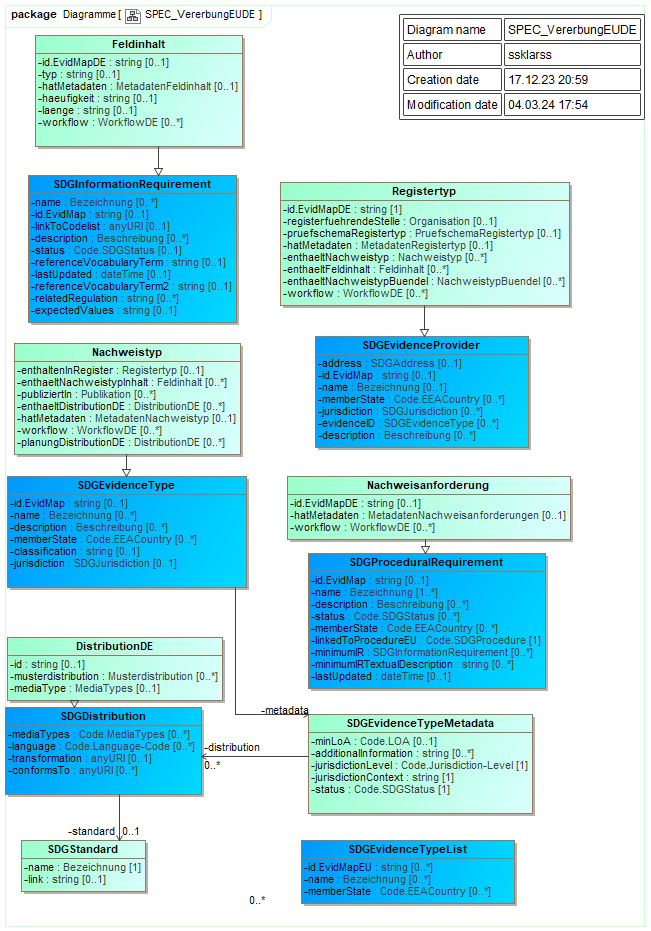 package Diagramme [ SPEC_VererbungEUDE ]
Diagram name SPEC_VererbungEUDE
Author ssklarss
Creation date 17.12.23 20:59
Modification date 04.03.24 17:54
Feldinhalt
-id.EvidMapDE : string [0..1]
-typ : string [0..1]
-hatMetadaten : MetadatenFeldinhalt [0..1]
-haeufigkeit : string [0..1]
-laenge : string [0..1]
-workflow : WorkflowDE [0..*]
SDGInformationRequirement
-name : Bezeichnung [0..*]
-id.EvidMap : string [0..1]
-linkToCodelist : anyURI [0..1]
-description : Beschreibung [0..*]
-status : Code.SDGStatus [0..1]
-referenceVocabularyTerm : string [0..1]
-lastUpdated : dateTime [0..1]
-referenceVocabularyTerm2 : string [0..1]
-relatedRegulation : string [0..*]
-expectedValues : string [0..1]
Registertyp
-id.EvidMapDE : string [1]
-registerfuehrendeStelle : Organisation [0..1]
-pruefschemaRegistertyp : PruefschemaRegistertyp [0..1]
-hatMetadaten : MetadatenRegistertyp [0..1]
-enthaeltNachweistyp : Nachweistyp [0..*]
-enthaeltFeldinhalt : Feldinhalt [0..*]
-enthaeltNachweistypBuendel : NachweistypBuendel [0..*]
-workflow : WorkflowDE [0..*]
SDGEvidenceProvider
-address : SDGAddress [0..1]
-id.EvidMap : string [0..1]
-name : Bezeichnung [0..1]
-memberState : Code.EEACountry [0..*]
-jurisdiction : SDGJurisdiction [0..*]
-evidenceID : SDGEvidenceType [0..*]
-description : Beschreibung [0..*]
Nachweistyp
-enthaltenInRegister : Registertyp [0..1]
-enthaeltNachweistypInhalt : Feldinhalt [0..*]
-publiziertIn : Publikation [0..*]
-enthaeltDistributionDE : DistributionDE [0..*]
-hatMetadaten : MetadatenNachweistyp [0..1]
-workflow : WorkflowDE [0..*]
-planungDistributionDE : DistributionDE [0..*]
SDGEvidenceType
-id.EvidMap : string [0..1]
-name : Bezeichnung [0..*]
-description : Beschreibung [0..*]
-memberState : Code.EEACountry [0..*]
-classification : string [0..1]
-jurisdiction : SDGJurisdiction [0..1]
Nachweisanforderung
-id.EvidMapDE : string [0..1]
-hatMetadaten : MetadatenNachweisanforderungen [0..1]
-workflow : WorkflowDE [0..*]
SDGProceduralRequirement
-id.EvidMap : string [0..1]
-name : Bezeichnung [1..*]
-description : Beschreibung [0..*]
-status : Code.SDGStatus [0..*]
-memberState : Code.EEACountry [0..*]
-linkedToProcedureEU : Code.SDGProcedure [1]
-minimumIR : SDGInformationRequirement [0..*]
-minimumIRTextualDescription : string [0..*]
-lastUpdated : dateTime [0..1]
DistributionDE
-id : string [0..1]
-musterdistribution : Musterdistribution [0..*]
-mediaType : MediaTypes [0..1]
SDGDistribution
-mediaTypes : Code.MediaTypes [0..*]
-language : Code.Language-Code [0..*]
-transformation : anyURI [0..1]
-conformsTo : anyURI [0..*]
-metadata
-distribution
0..*
SDGEvidenceTypeMetadata
-minLoA : Code.LOA [0..1]
-additionalInformation : string [0..*]
-jurisdictionLevel : Code.Jurisdiction-Level [1]
-jurisdictionContext : string [1]
-status : Code.SDGStatus [1]
-standard 0..1
SDGStandard
-name : Bezeichnung [1]
-link : string [0..1]
SDGEvidenceTypeList
-id.EvidMapEU : string [0..*]
-name : Bezeichnung [0..*]
-memberState : Code.EEACountry [0..*]
0..*